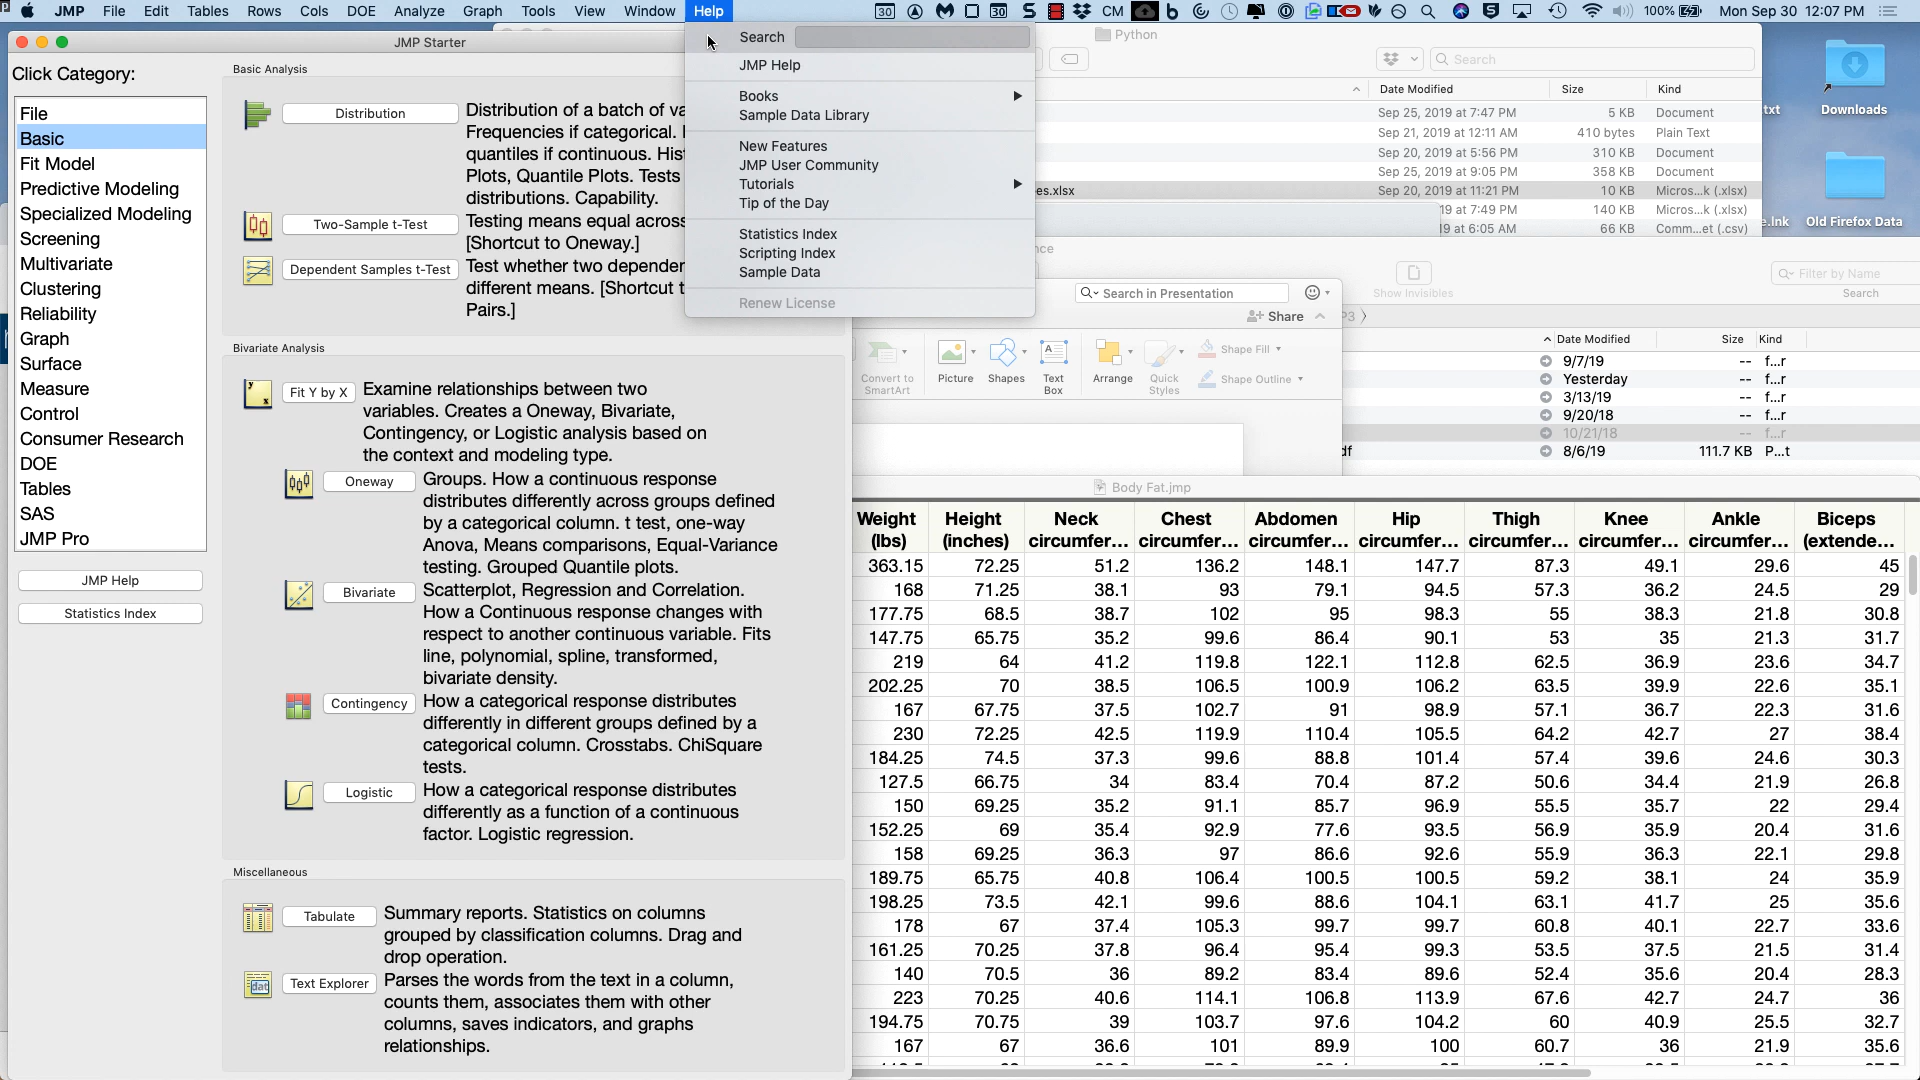 JMP File Edit Tables Rows Cols DOE Analyze Graph Tools View Window Help
30 30 CM 100% Mon Sep 30 12:07 PM
JMP Starter
Click Category:
File
Basic
Fit Model
Predictive Modeling
Specialized Modeling
Screening
Multivariate
Clustering
Reliability
Graph
Surface
Measure
Control
Consumer Research
DOE
Tables
SAS
JMP Pro
JMP Help
Statistics Index
Basic Analysis
Distribution
Distribution of a batch of va
Frequencies if categorical.
quantiles if continuous. His
Plots, Quantile Plots. Tests
distributions. Capability.
Two-Sample t-Test
Testing means equal across
[Shortcut to Oneway.]
Dependent Samples t-Test
Test whether two depender
different means. [Shortcut t
Pairs.]
Bivariate Analysis
Fit Y by X
Examine relationships between two
variables. Creates a Oneway, Bivariate,
Contingency, or Logistic analysis based on
the context and modeling type.
Oneway
Groups. How a continuous response
distributes differently across groups defined
by a categorical column. t test, one-way
Anova, Means comparisons, Equal-Variance
testing. Grouped Quantile plots.
Bivariate
Scatterplot, Regression and Correlation.
How a Continuous response changes with
respect to another continuous variable. Fits
line, polynomial, spline, transformed,
bivariate density.
Contingency
How a categorical response distributes
differently in different groups defined by a
categorical column. Crosstabs. ChiSquare
tests.
Logistic
How a categorical response distributes
differently as a function of a continuous
factor. Logistic regression.
Miscellaneous
Tabulate
Summary reports. Statistics on columns
grouped by classification columns. Drag and
drop operation.
Text Explorer
Parses the words from the text in a column,
counts them, associates them with other
columns, saves indicators, and graphs
relationships.
Search
JMP Help
Books
Sample Data Library
New Features
JMP User Community
Tutorials
Tip of the Day
Statistics Index
Scripting Index
Sample Data
Renew License
Python
Search
Date Modified Size Kind
Sep 25, 2019 at 7:47 PM 5 KB Document
Sep 21, 2019 at 12:11 AM 410 bytes Plain Text
Sep 20, 2019 at 5:56 PM 310 KB Document
Sep 25, 2019 at 9:05 PM 358 KB Document
es.xlsx Sep 20, 2019 at 11:21 PM 10 KB Micros...k (.xlsx)
19 at 7:49 PM 140 KB Micros...k (.xlsx)
19 at 6:05 AM 66 KB Comm...et (.csv)
txt
Downloads
e.lnk
Old Firefox Data
nce
Show Invisibles
Filter by Name
Search
P3
Date Modified Size Kind
9/7/19 -- f...r
Yesterday -- f...r
3/13/19 -- f...r
9/20/18 -- f...r
10/21/18 -- f...r
df 8/6/19 111.7 KB P...t
Search in Presentation
Share
Convert to
SmartArt
Picture
Shapes
Text
Box
Arrange
Quick
Styles
Shape Fill
Shape Outline
Body Fat.jmp
Weight Height Neck Chest Abdomen Hip Thigh Knee Ankle Biceps
(lbs) (inches) circumfer... circumfer... circumfer... circumfer... circumfer... circumfer... circumfer... (extende...
363.15 72.25 51.2 136.2 148.1 147.7 87.3 49.1 29.6 45
168 71.25 38.1 93 79.1 94.5 57.3 36.2 24.5 29
177.75 68.5 38.7 102 95 98.3 55 38.3 21.8 30.8
147.75 65.75 35.2 99.6 86.4 90.1 53 35 21.3 31.7
219 64 41.2 119.8 122.1 112.8 62.5 36.9 23.6 34.7
202.25 70 38.5 106.5 100.9 106.2 63.5 39.9 22.6 35.1
167 67.75 37.5 102.7 91 98.9 57.1 36.7 22.3 31.6
230 72.25 42.5 119.9 110.4 105.5 64.2 42.7 27 38.4
184.25 74.5 37.3 99.6 88.8 101.4 57.4 39.6 24.6 30.3
127.5 66.75 34 83.4 70.4 87.2 50.6 34.4 21.9 26.8
150 69.25 35.2 91.1 85.7 96.9 55.5 35.7 22 29.4
152.25 69 35.4 92.9 77.6 93.5 56.9 35.9 20.4 31.6
158 69.25 36.3 97 86.6 92.6 55.9 36.3 22.1 29.8
189.75 65.75 40.8 106.4 100.5 100.5 59.2 38.1 24 35.9
198.25 73.5 42.1 99.6 88.6 104.1 63.1 41.7 25 35.6
178 67 37.4 105.3 99.7 99.7 60.8 40.1 22.7 33.6
161.25 70.25 37.8 96.4 95.4 99.3 53.5 37.5 21.5 31.4
140 70.5 36 89.2 83.4 89.6 52.4 35.6 20.4 28.3
223 70.25 40.6 114.1 106.8 113.9 67.6 42.7 24.7 36
194.75 70.75 39 103.7 97.6 104.2 60 40.9 25.5 32.7
167 67 36.6 101 89.9 100 60.7 36 21.9 35.6